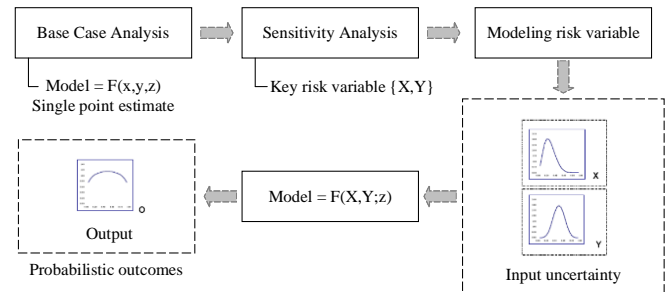 Base Case Analysis
Sensitivity Analysis
Modeling risk variable
Model = F(x,y,z)
Single point estimate
Key risk variable {X,Y}
X
Y
Input uncertainty
Model = F(X,Y;z)
O
Output
Probabilistic outcomes